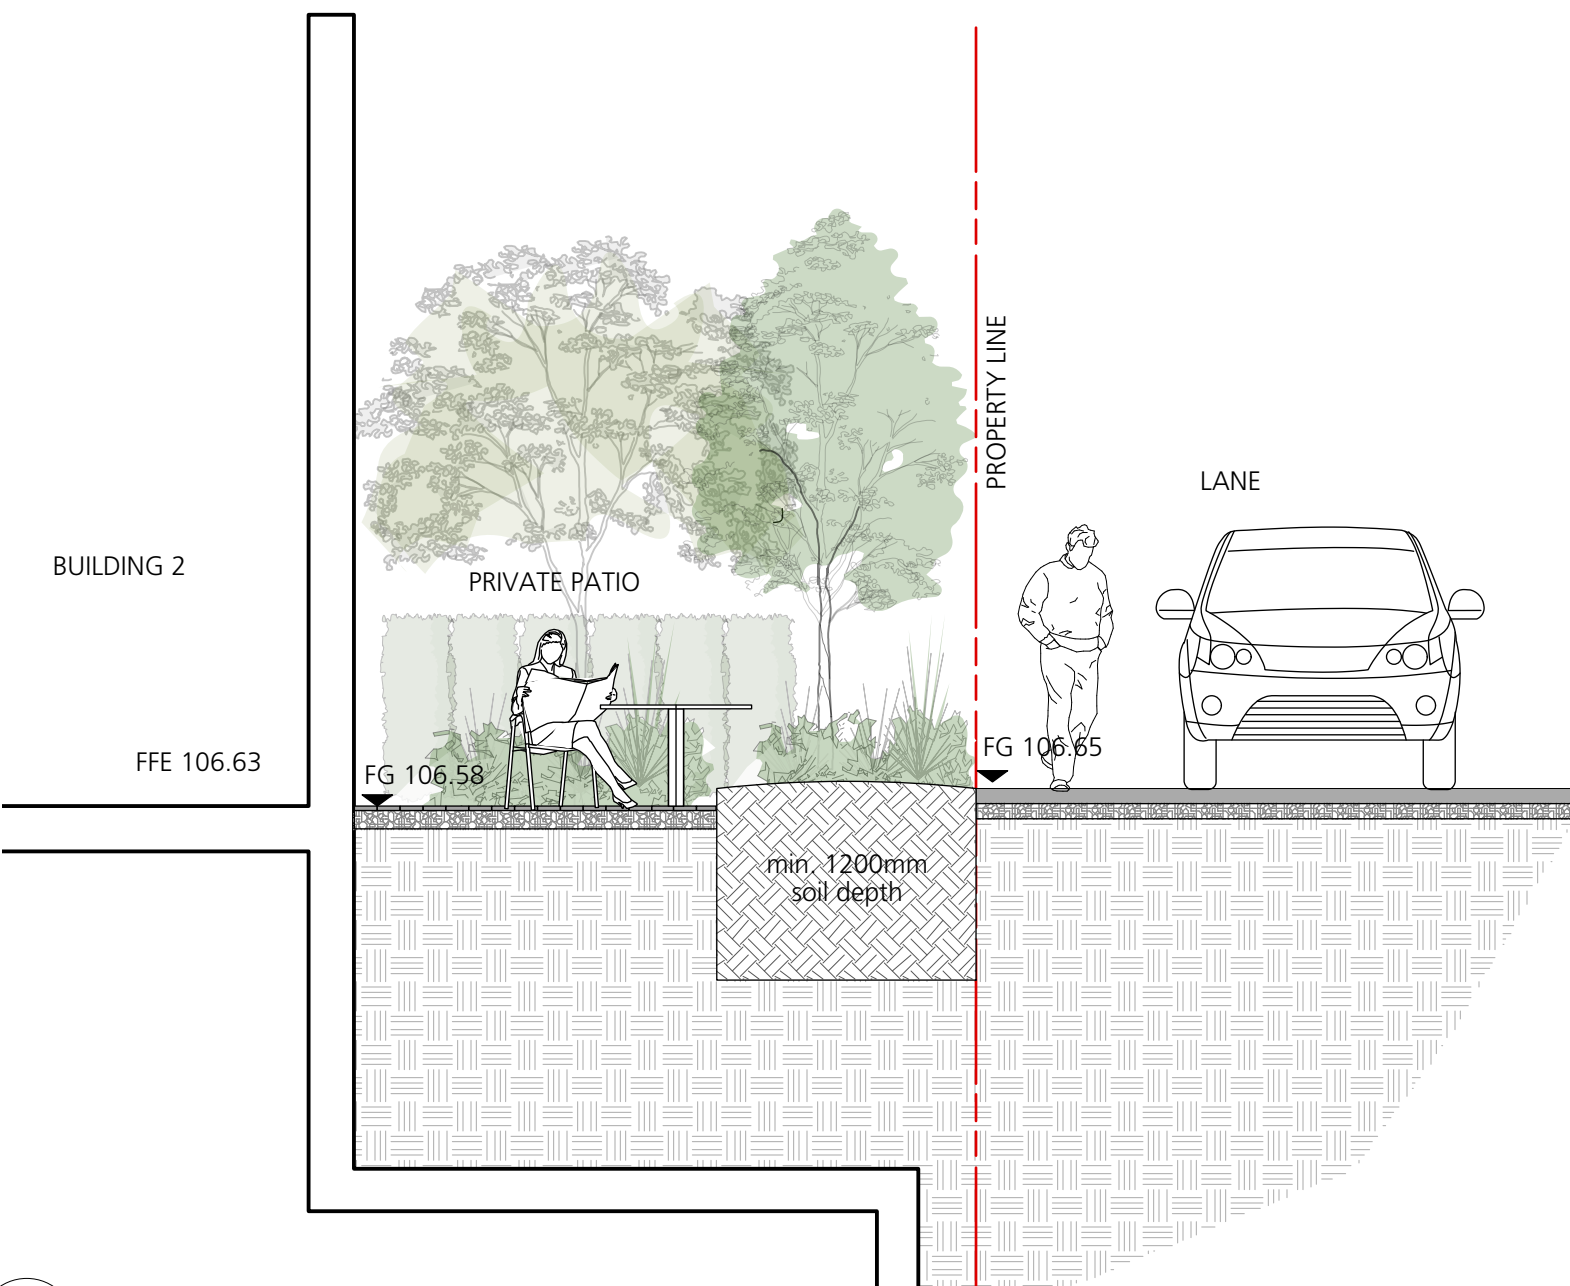 PROPERTY LINE
LANE
BUILDING 2
PRIVATE PATIO
FFE 106.63
FG 106.58
FG 106.65
min. 1200mm
soil depth